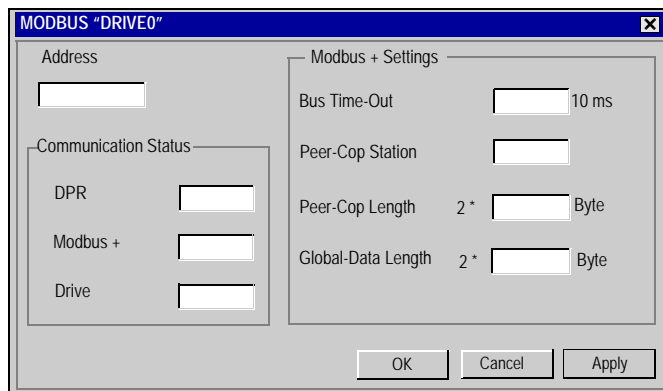 MODBUS “DRIVE0”
Address
Communication Status
DPR
Modbus +
Drive
Modbus + Settings
Bus Time-Out 10 ms
Peer-Cop Station
Peer-Cop Length 2 * Byte
Global-Data Length 2 * Byte
OK Cancel Apply